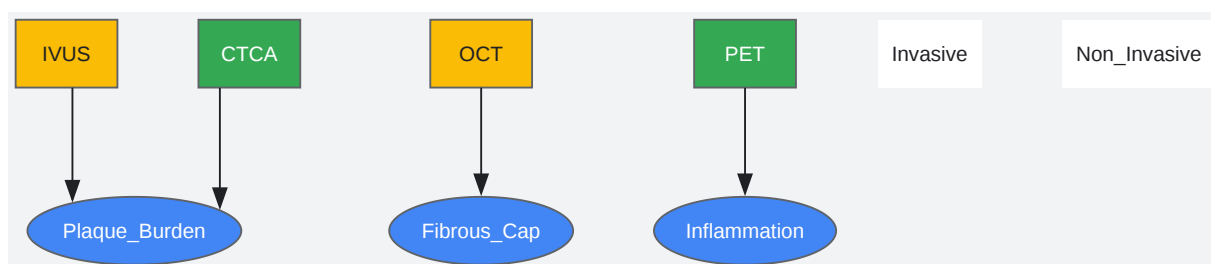 IVUS
CTCA
OCT
PET
Invasive
Non_Invasive
Plaque_Burden
Fibrous_Cap
Inflammation